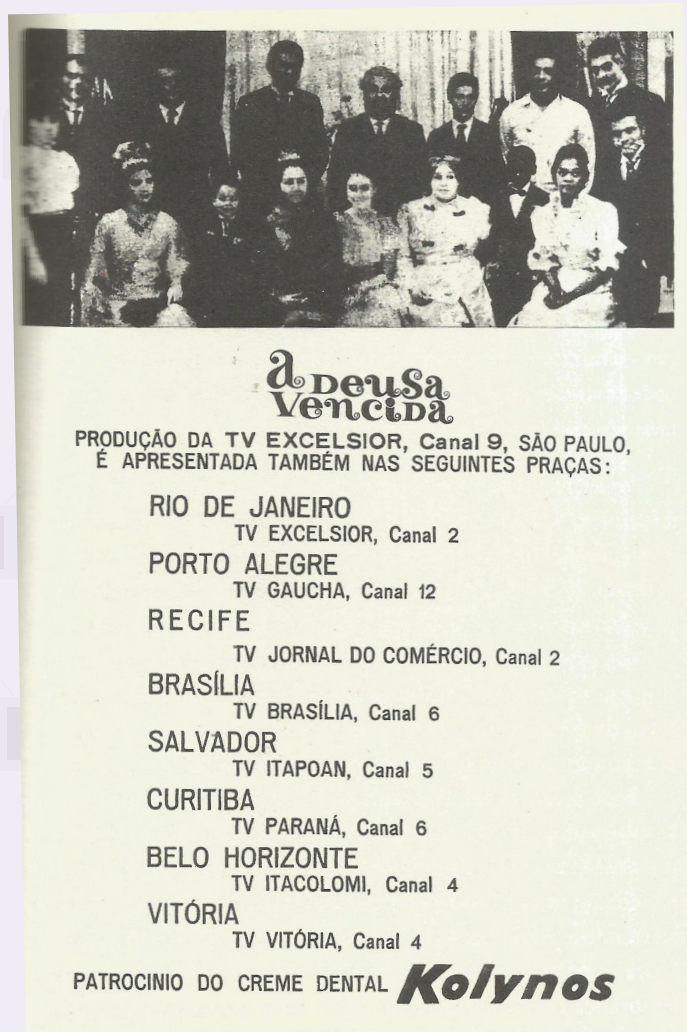 a Deusa
Vencida
PRODUÇÃO DA TV EXCELSIOR, Canal 9, SÃO PAULO,
É APRESENTADA TAMBÉM NAS SEGUINTES PRAÇAS:
RIO DE JANEIRO
TV EXCELSIOR, Canal 2
PORTO ALEGRE
TV GAUCHA, Canal 12
RECIFE
TV JORNAL DO COMÉRCIO, Canal 2
BRASÍLIA
TV BRASÍLIA, Canal 6
SALVADOR
TV ITAPOAN, Canal 5
CURITIBA
TV PARANÁ, Canal 6
BELO HORIZONTE
TV ITACOLOMI, Canal 4
VITÓRIA
TV VITÓRIA, Canal 4
PATROCINIO DO CREME DENTAL Kolynos